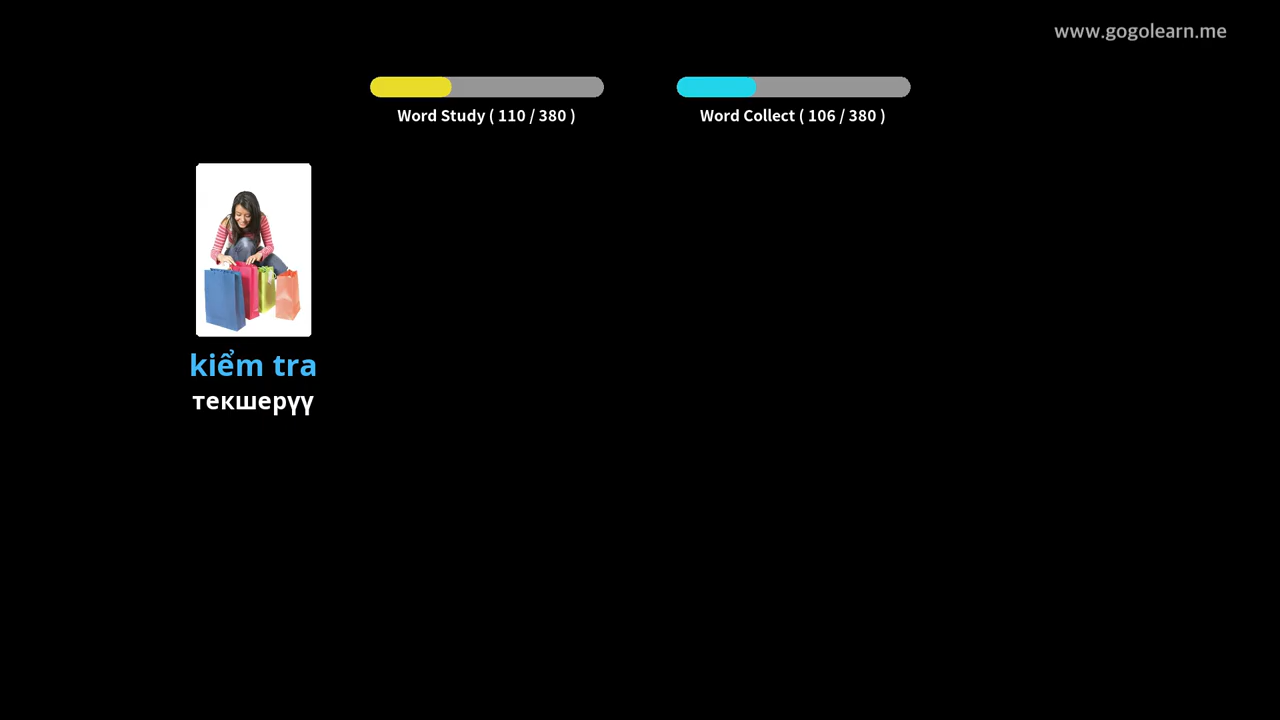 www.gogolearn.me
Word Study ( 110 / 380 )
Word Collect ( 106 / 380 )
kiểm tra
текшерүү